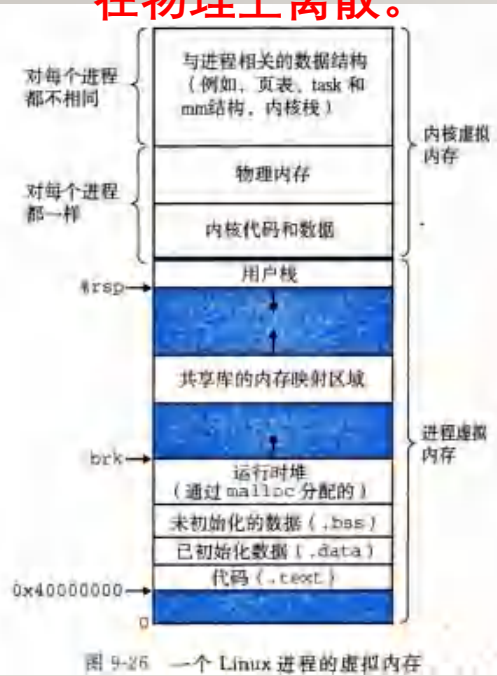 在物理上离散。
与进程相关的数据结构
（例如，页表、task 和
mm结构，内核栈）
对每个进程
都不相同
内核虚拟
内存
物理内存
对每个进程
都一样
内核代码和数据
用户栈
%rsp
共享库的内存映射区域
进程虚拟
内存
brk
运行时堆
（通过 malloc 分配的）
未初始化的数据（.bss）
已初始化数据（.data）
代码（.text）
0x40000000
0
图 9-26 一个 Linux 进程的虚拟内存